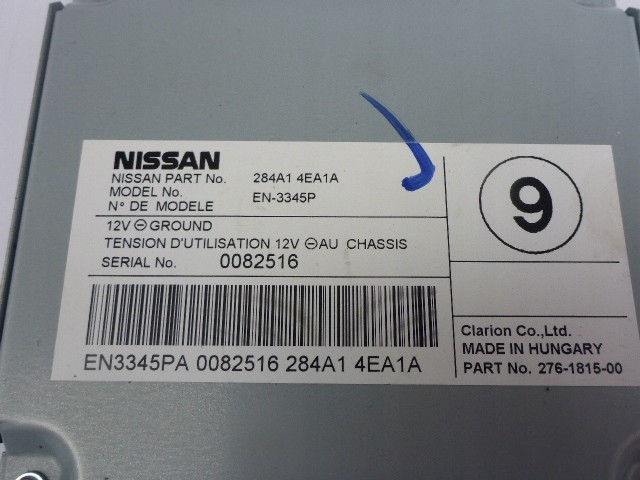 NISSAN
NISSAN PART No. 284A1 4EA1A
MODEL No.
N° DE MODELE EN-3345P
12V ⊖ GROUND
TENSION D'UTILISATION 12V ⊖ AU CHASSIS
SERIAL No. 0082516
EN3345PA 0082516 284A1 4EA1A
9
Clarion Co.,Ltd.
MADE IN HUNGARY
PART No. 276-1815-00